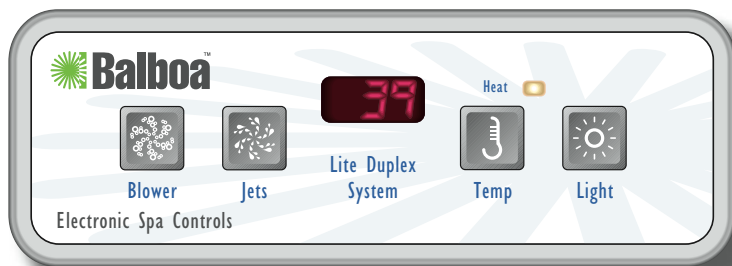 Balboa™
39
Heat
Blower
Jets
Lite Duplex
System
Temp
Light
Electronic Spa Controls